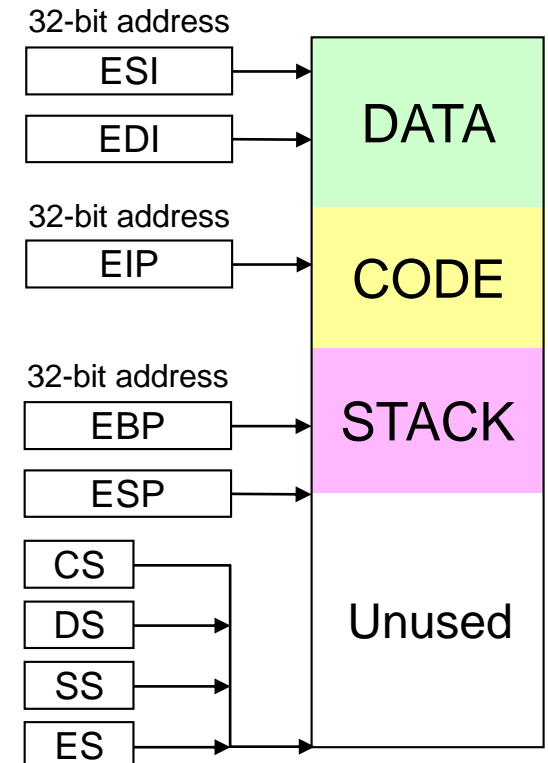 32-bit address
ESI
EDI
DATA
32-bit address
EIP
CODE
32-bit address
EBP
ESP
STACK
CS
DS
SS
ES
Unused